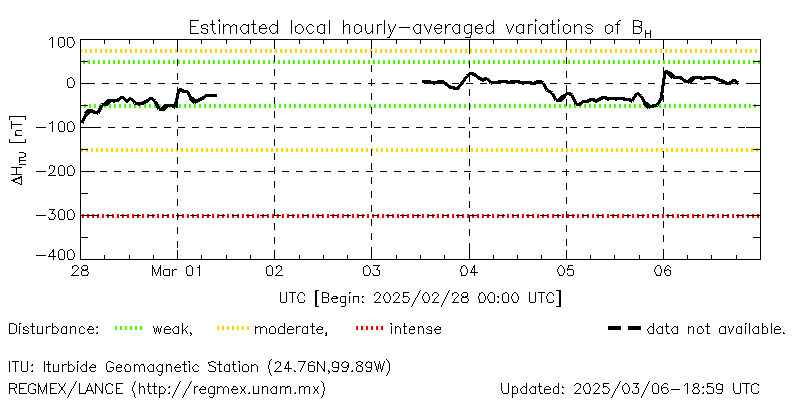 Estimated local hourly-averaged variations of B_H
100
0
-100
-200
-300
-400
ΔH_ITU [nT]
28 Mar 01 02 03 04 05 06
UTC [Begin: 2025/02/28 00:00 UTC]
Disturbance: weak, moderate, intense data not available.
ITU: Iturbide Geomagnetic Station (24.76N,99.89W)
REGMEX/LANCE (http://regmex.unam.mx) Updated: 2025/03/06-18:59 UTC